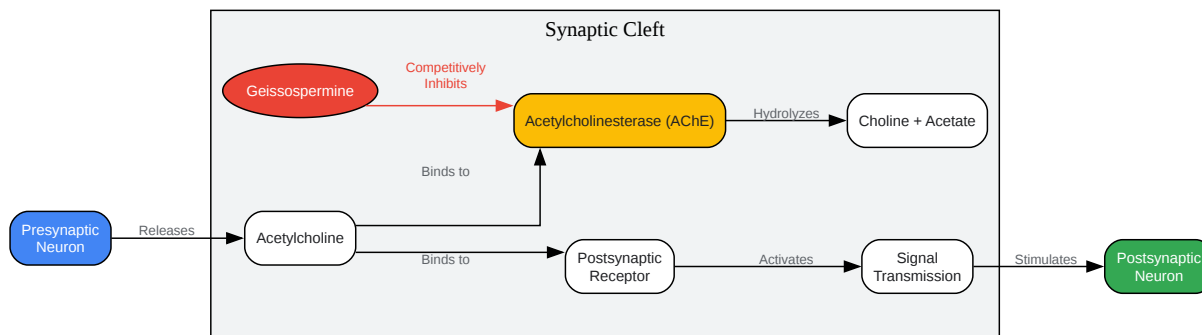 Synaptic Cleft
Competitively
Inhibits
Geissospermine
Acetylcholinesterase (AChE)
Hydrolyzes
Choline + Acetate
Binds to
Presynaptic
Neuron
Releases
Acetylcholine
Binds to
Postsynaptic
Receptor
Activates
Signal
Transmission
Stimulates
Postsynaptic
Neuron